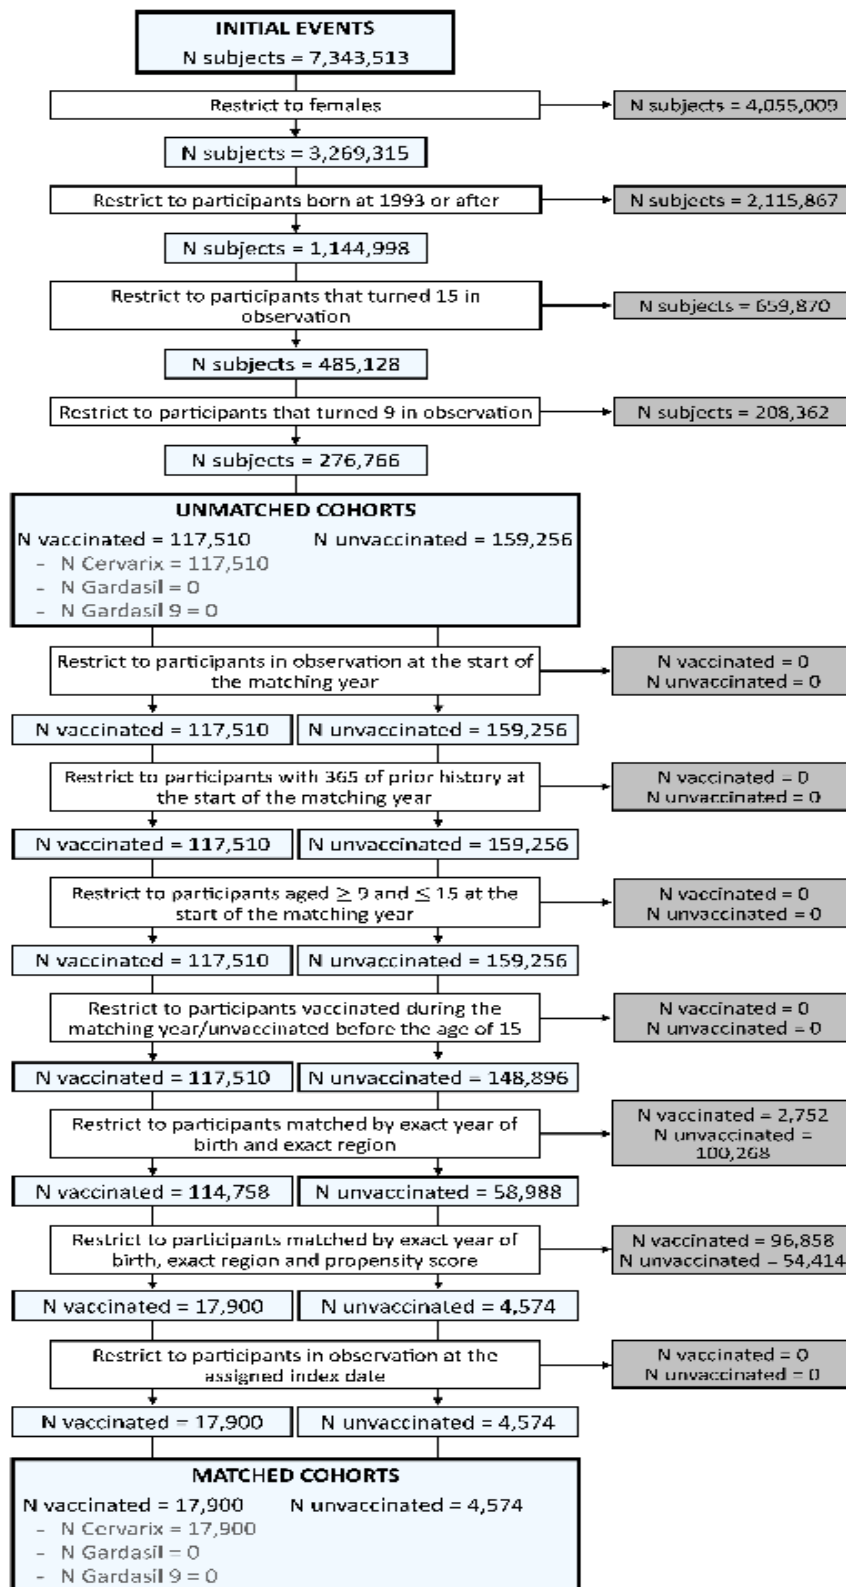 INITIAL EVENTS
N subjects = 7,343,513
Restrict to females
N subjects = 4,055,009
N subjects = 3,269,315
Restrict to participants born at 1993 or after
N subjects = 2,115,867
N subjects = 1,144,998
Restrict to participants that turned 15 in
observation
N subjects = 659,870
N subjects = 485,128
Restrict to participants that turned 9 in observation
N subjects = 208,362
N subjects = 276,766
UNMATCHED COHORTS
N vaccinated = 117,510 N unvaccinated = 159,256
- N Cervarix = 117,510
- N Gardasil = 0
- N Gardasil 9 = 0
Restrict to participants in observation at the start of
the matching year
N vaccinated = 0
N unvaccinated = 0
N vaccinated = 117,510 N unvaccinated = 159,256
Restrict to participants with 365 of prior history at
the start of the matching year
N vaccinated = 0
N unvaccinated = 0
N vaccinated = 117,510 N unvaccinated = 159,256
Restrict to participants aged ≥ 9 and ≤ 15 at the
start of the matching year
N vaccinated = 0
N unvaccinated = 0
N vaccinated = 117,510 N unvaccinated = 159,256
Restrict to participants vaccinated during the
matching year/unvaccinated before the age of 15
N vaccinated = 0
N unvaccinated = 0
N vaccinated = 117,510 N unvaccinated = 148,896
Restrict to participants matched by exact year of
birth and exact region
N vaccinated = 2,752
N unvaccinated =
100,268
N vaccinated = 114,758 N unvaccinated = 58,988
Restrict to participants matched by exact year of
birth, exact region and propensity score
N vaccinated = 96,858
N unvaccinated = 54,414
N vaccinated = 17,900 N unvaccinated = 4,574
Restrict to participants in observation at the
assigned index date
N vaccinated = 0
N unvaccinated = 0
N vaccinated = 17,900 N unvaccinated = 4,574
MATCHED COHORTS
N vaccinated = 17,900 N unvaccinated = 4,574
- N Cervarix = 17,900
- N Gardasil = 0
- N Gardasil 9 = 0